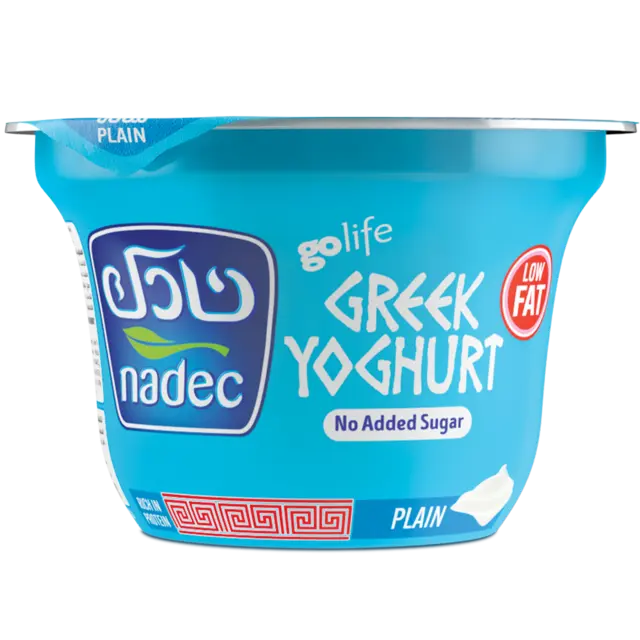 PLAIN
golife
نادك
nadec
GREEK
YOGHURT
LOW
FAT
No Added Sugar
RICH IN
PROTEIN
PLAIN